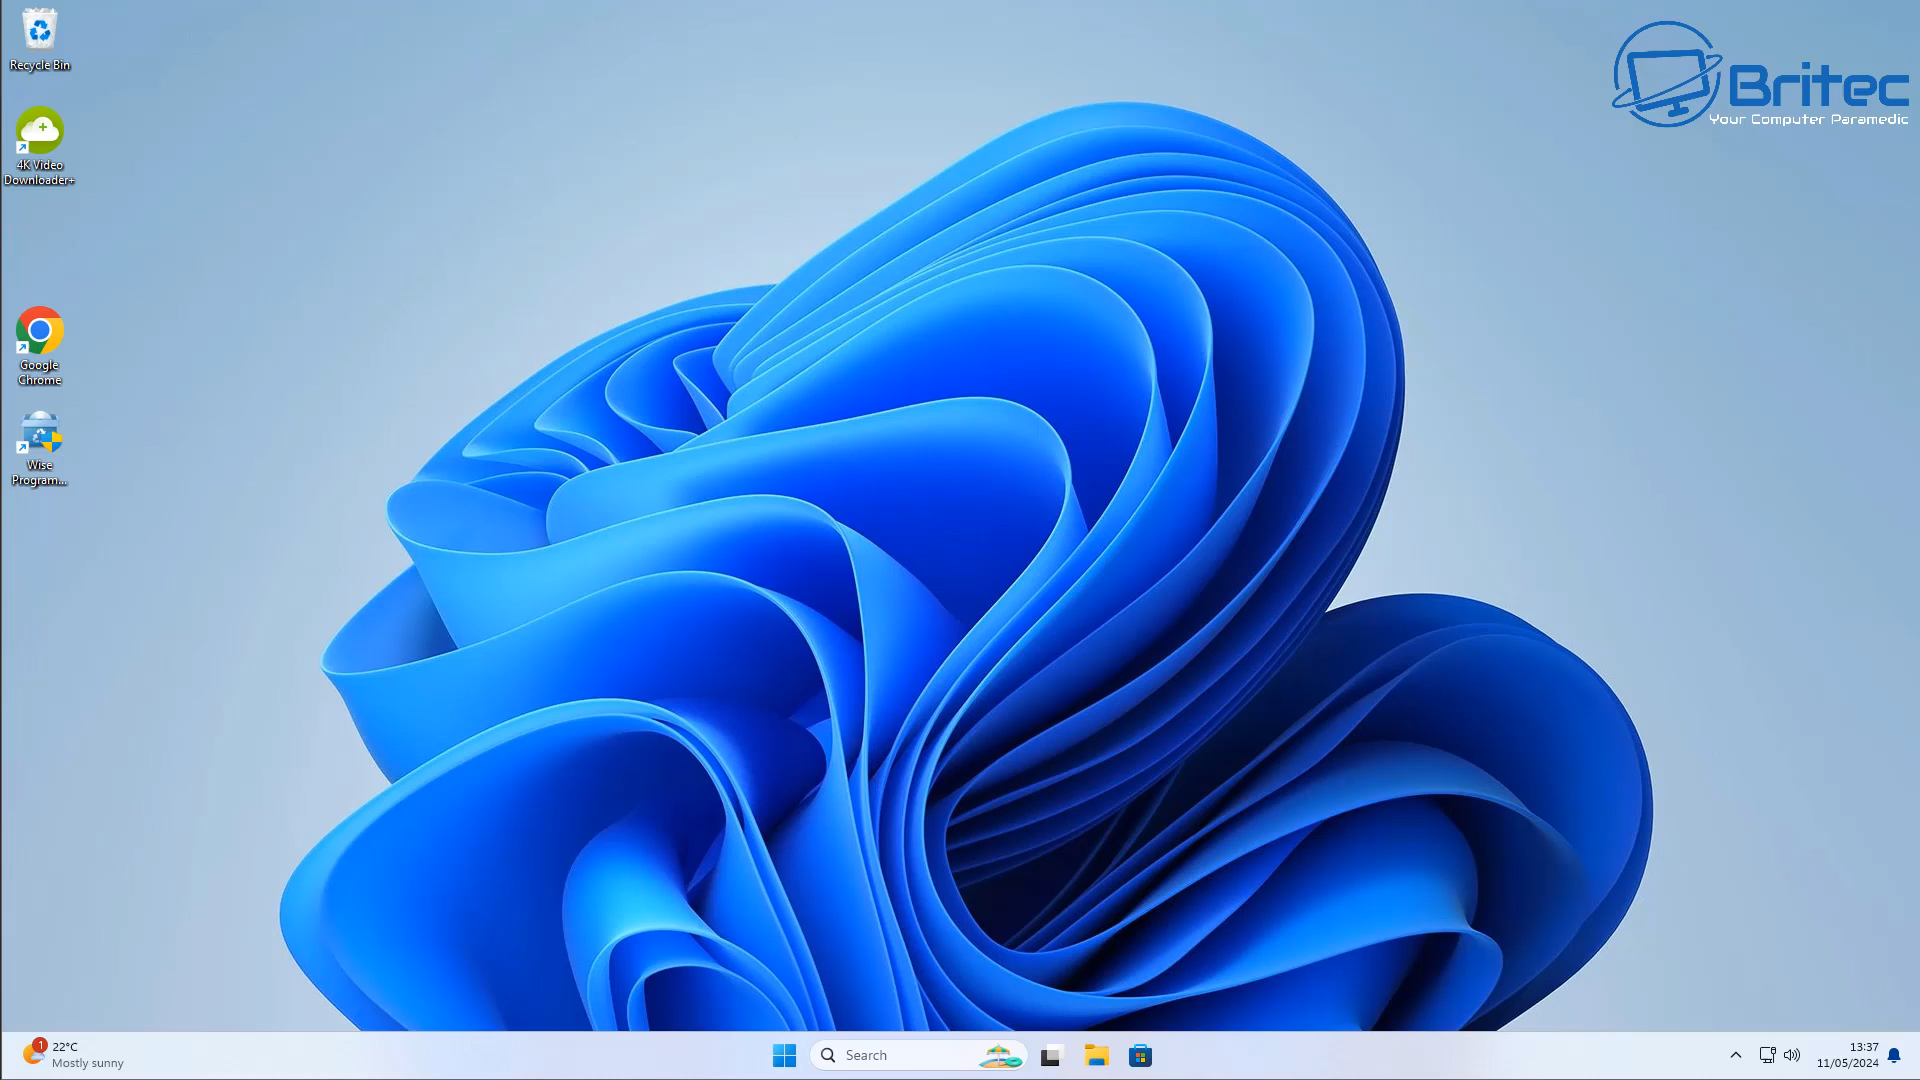 Recycle Bin
4K Video
Downloader+
Google
Chrome
Wise
Program...
Britec
Your Computer Paramedic
1
22°C
Mostly sunny
Search
13:37
11/05/2024